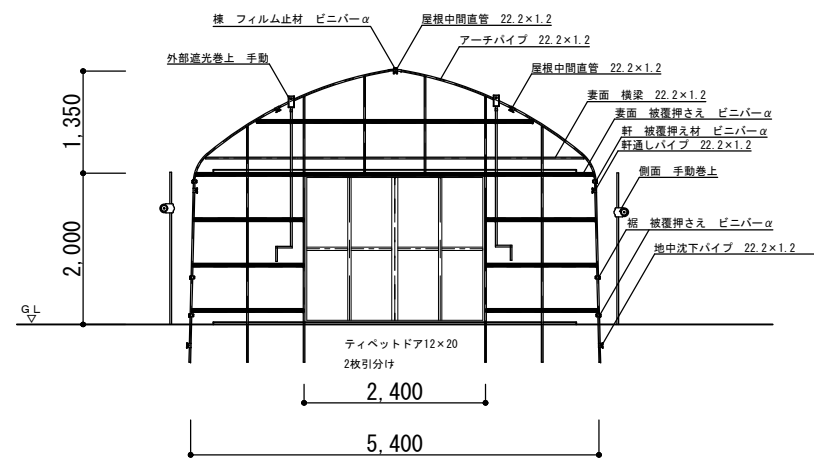 棟 フィルム止材 ビニバーα
屋根中間直管 22.2×1.2
アーチパイプ 22.2×1.2
外部遮光巻上 手動
屋根中間直管 22.2×1.2
妻面 横梁 22.2×1.2
妻面 被覆押さえ ビニバーα
軒 被覆押え材 ビニバーα
軒通しパイプ 22.2×1.2
側面 手動巻上
裾 被覆押さえ ビニバーα
地中沈下パイプ 22.2×1.2
1,350
2,000
GL
ティペットドア12×20
2枚引分け
2,400
5,400